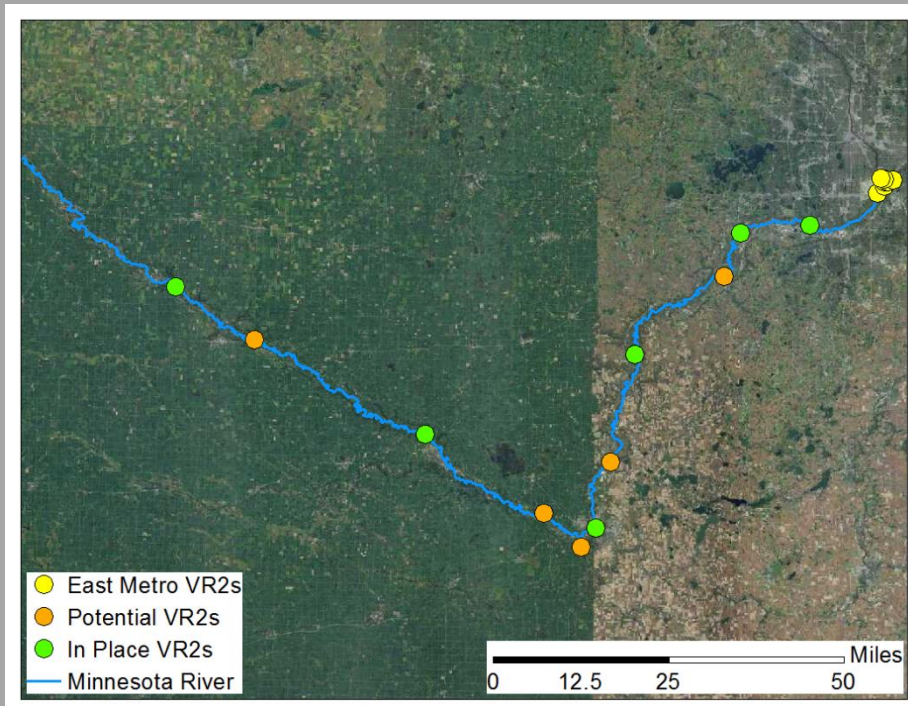 East Metro VR2s
Potential VR2s
In Place VR2s
Minnesota River
Miles
0 12.5 25 50